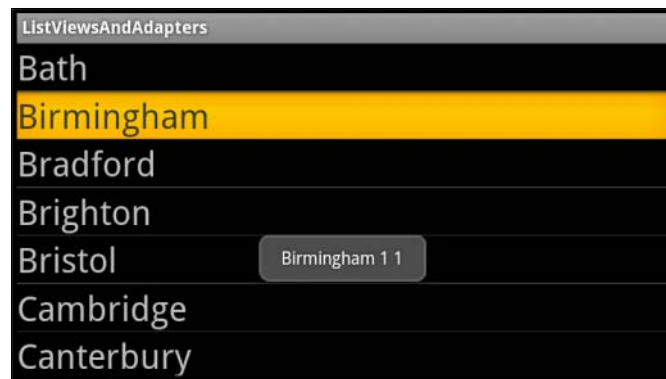 ListViewsAndAdapters
Bath
Birmingham
Bradford
Brighton
Bristol
Birmingham 1 1
Cambridge
Canterbury